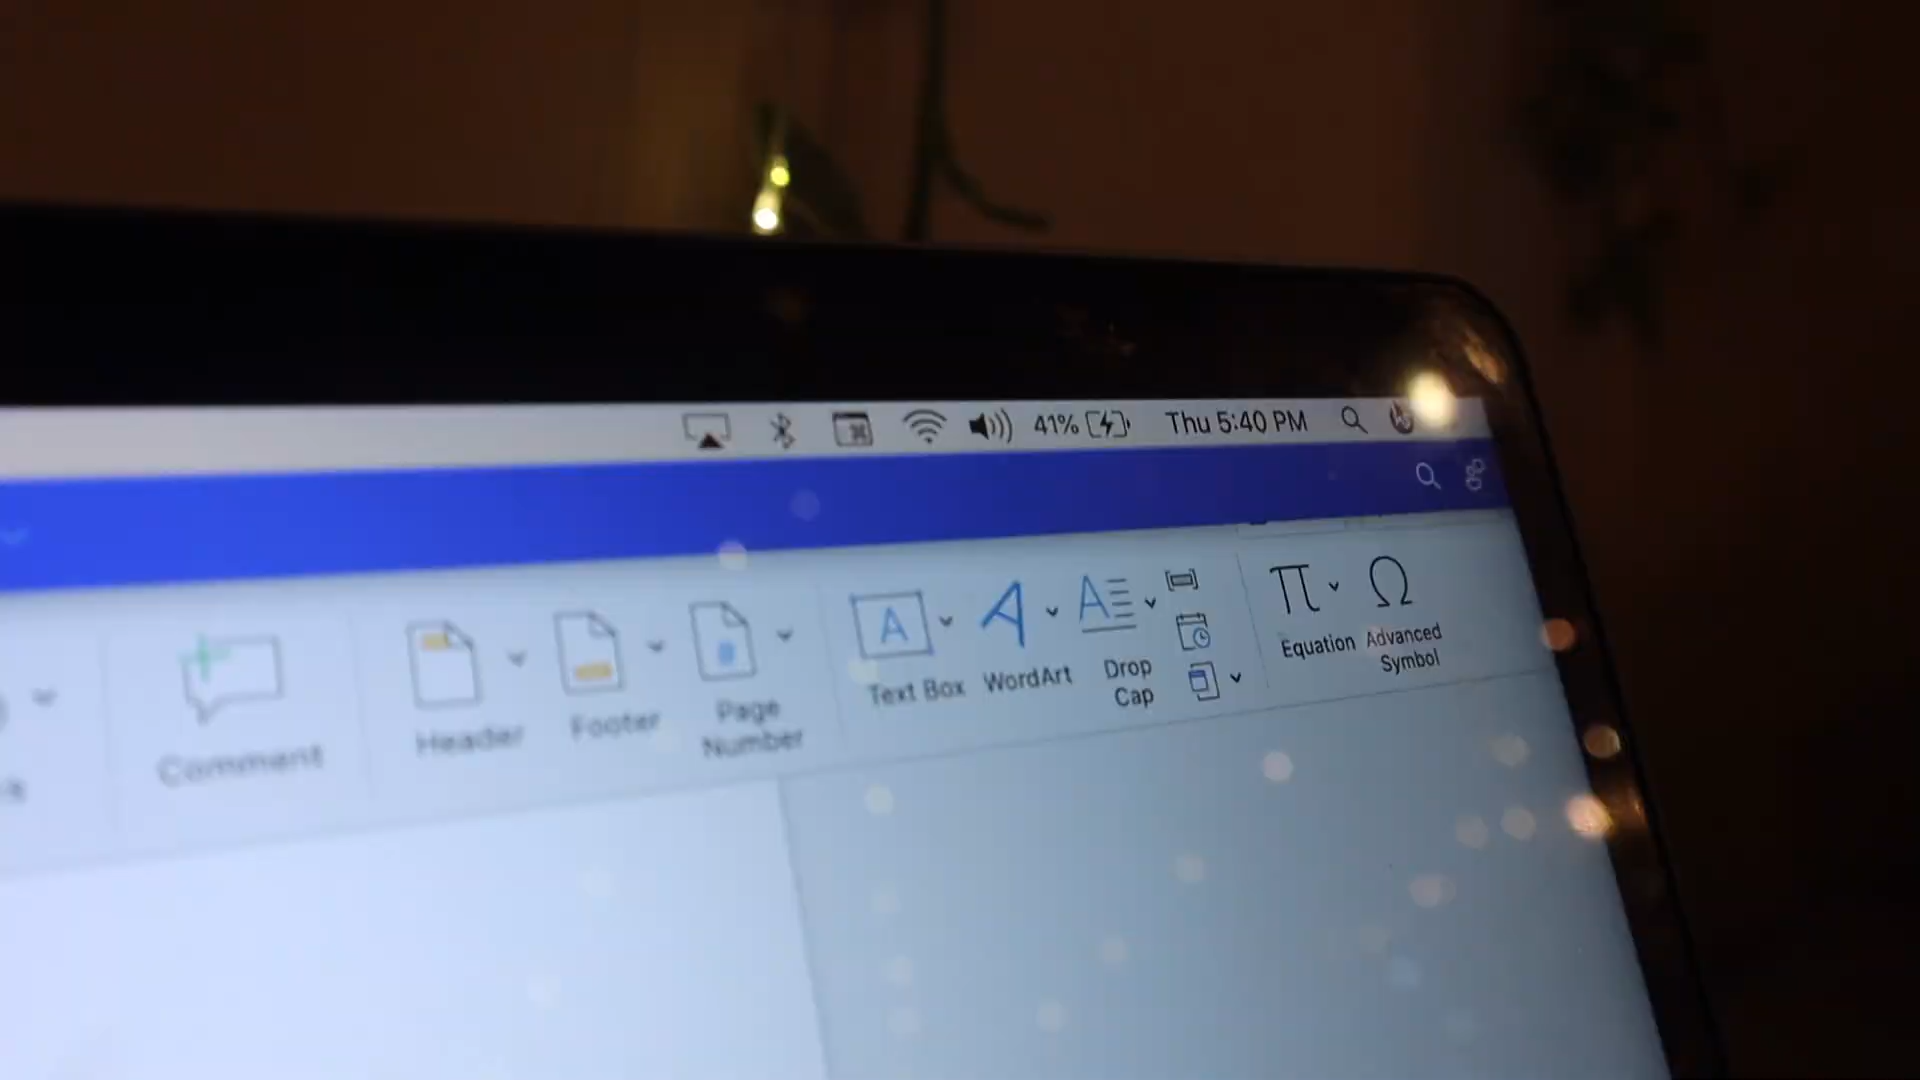 41% Thu 5:40 PM
Comment
Header
Footer
Page
Number
Text Box
WordArt
Drop
Cap
Equation
Advanced
Symbol